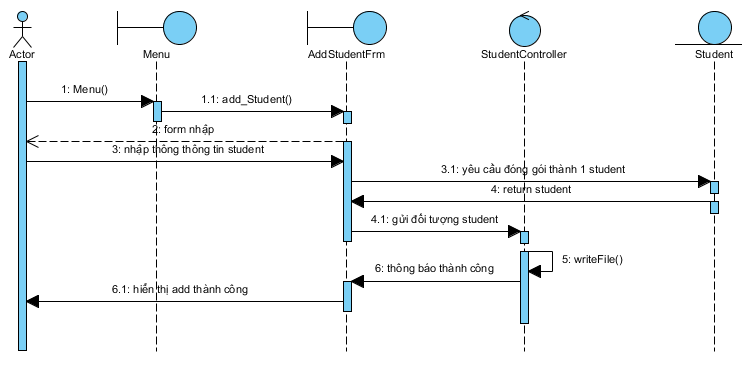 Actor
Menu
AddStudentFrm
StudentController
Student
1: Menu()
1.1: add_Student()
2: form nhập
3: nhập thông thông tin student
3.1: yêu cầu đóng gói thành 1 student
4: return student
4.1: gửi đối tượng student
5: writeFile()
6: thông báo thành công
6.1: hiển thị add thành công